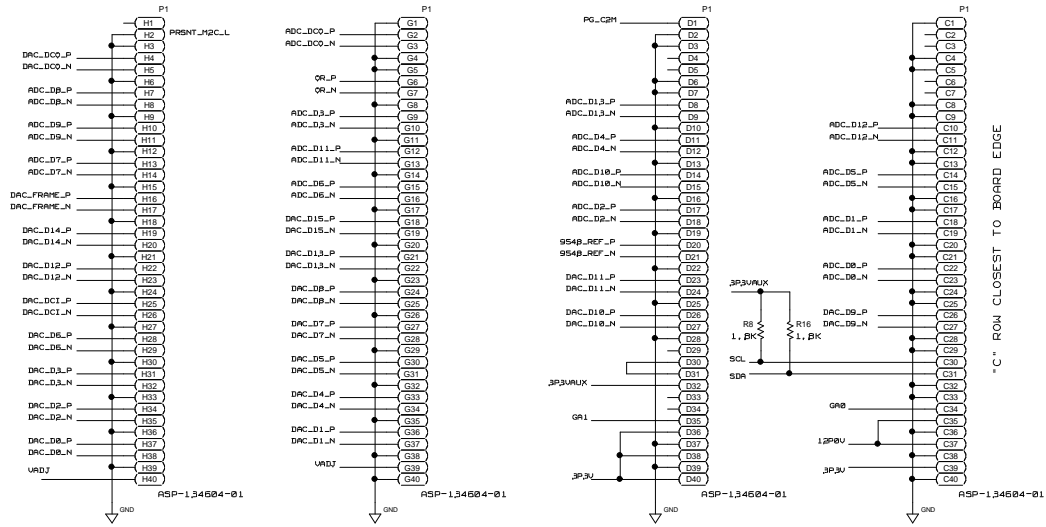 P1
H1
H2 PRSNT_M2C_L
H3
DAC_DCO_P H4
DAC_DCO_N H5
H6
ADC_D8_P H7
ADC_D8_N H8
H9
ADC_D9_P H10
ADC_D9_N H11
H12
ADC_D7_P H13
ADC_D7_N H14
H15
DAC_FRAME_P H16
DAC_FRAME_N H17
H18
DAC_D14_P H19
DAC_D14_N H20
H21
DAC_D12_P H22
DAC_D12_N H23
H24
DAC_DCI_P H25
DAC_DCI_N H26
H27
DAC_D6_P H28
DAC_D6_N H29
H30
DAC_D3_P H31
DAC_D3_N H32
H33
DAC_D2_P H34
DAC_D2_N H35
H36
DAC_D0_P H37
DAC_D0_N H38
H39
VADJ H40
ASP-134604-01
GND
P1
G1
ADC_DCO_P G2
ADC_DCO_N G3
G4
G5
OR_P G6
OR_N G7
G8
ADC_D3_P G9
ADC_D3_N G10
G11
ADC_D11_P G12
ADC_D11_N G13
G14
ADC_D6_P G15
ADC_D6_N G16
G17
DAC_D15_P G18
DAC_D15_N G19
G20
DAC_D13_P G21
DAC_D13_N G22
G23
DAC_D8_P G24
DAC_D8_N G25
G26
DAC_D7_P G27
DAC_D7_N G28
G29
DAC_D5_P G30
DAC_D5_N G31
G32
DAC_D4_P G33
DAC_D4_N G34
G35
DAC_D1_P G36
DAC_D1_N G37
G38
VADJ G39
G40
ASP-134604-01
GND
P1
PG_C2M D1
D2
D3
D4
D5
D6
D7
ADC_D13_P D8
ADC_D13_N D9
D10
ADC_D4_P D11
ADC_D4_N D12
D13
ADC_D10_P D14
ADC_D10_N D15
D16
ADC_D2_P D17
ADC_D2_N D18
D19
9548_REF_P D20
9548_REF_N D21
D22
DAC_D11_P D23
DAC_D11_N D24
D25
DAC_D10_P D26
DAC_D10_N D27
D28
D29
D30
D31
3P3VAUX D32
D33
D34
GA1 D35
D36
D37
D38
D39
3P3V D40
ASP-134604-01
GND
P1
C1
C2
C3
C4
C5
C6
C7
C8
C9
ADC_D12_P C10
ADC_D12_N C11
C12
C13
ADC_D5_P C14
ADC_D5_N C15
C16
C17
ADC_D1_P C18
ADC_D1_N C19
C20
C21
ADC_D0_P C22
ADC_D0_N C23
3P3VAUX C24
C25
DAC_D9_P C26
R8 R16 DAC_D9_N C27
1.8K 1.8K C28
C29
SCL C30
SDA C31
C32
C33
GA0 C34
C35
C36
12P0V C37
C38
3P3V C39
C40
ASP-134604-01
GND
"C" ROW CLOSEST TO BOARD EDGE